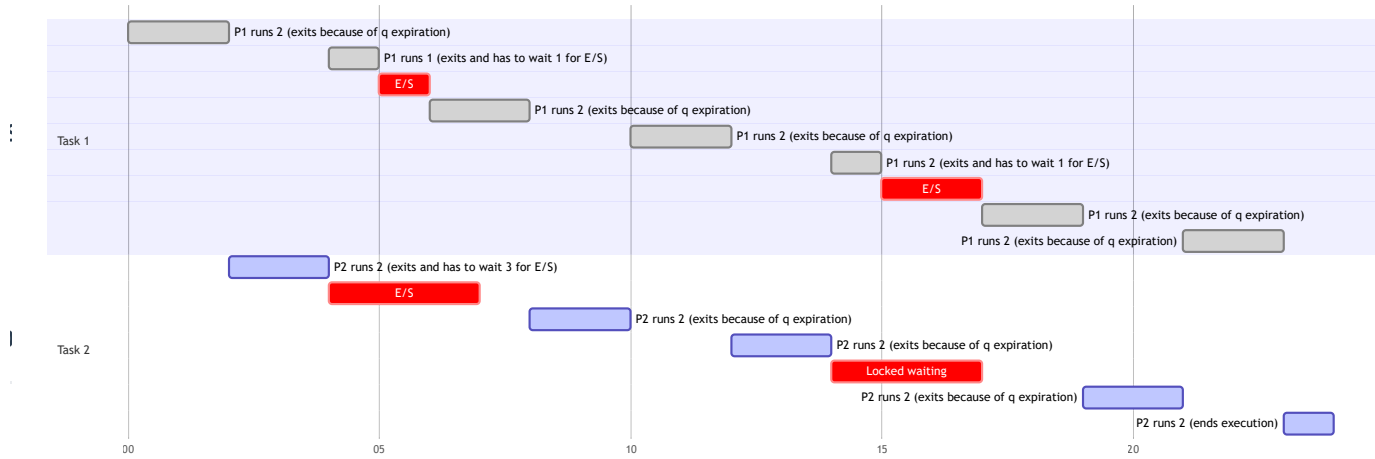 P1 runs 2 (exits because of q expiration)
P1 runs 1 (exits and has to wait 1 for E/S)
E/S
P1 runs 2 (exits because of q expiration)
Task 1
P1 runs 2 (exits because of q expiration)
P1 runs 2 (exits and has to wait 1 for E/S)
E/S
P1 runs 2 (exits because of q expiration)
P1 runs 2 (exits because of q expiration)
P2 runs 2 (exits and has to wait 3 for E/S)
E/S
P2 runs 2 (exits because of q expiration)
Task 2
P2 runs 2 (exits because of q expiration)
Locked waiting
P2 runs 2 (exits because of q expiration)
P2 runs 2 (ends execution)
00 05 10 15 20